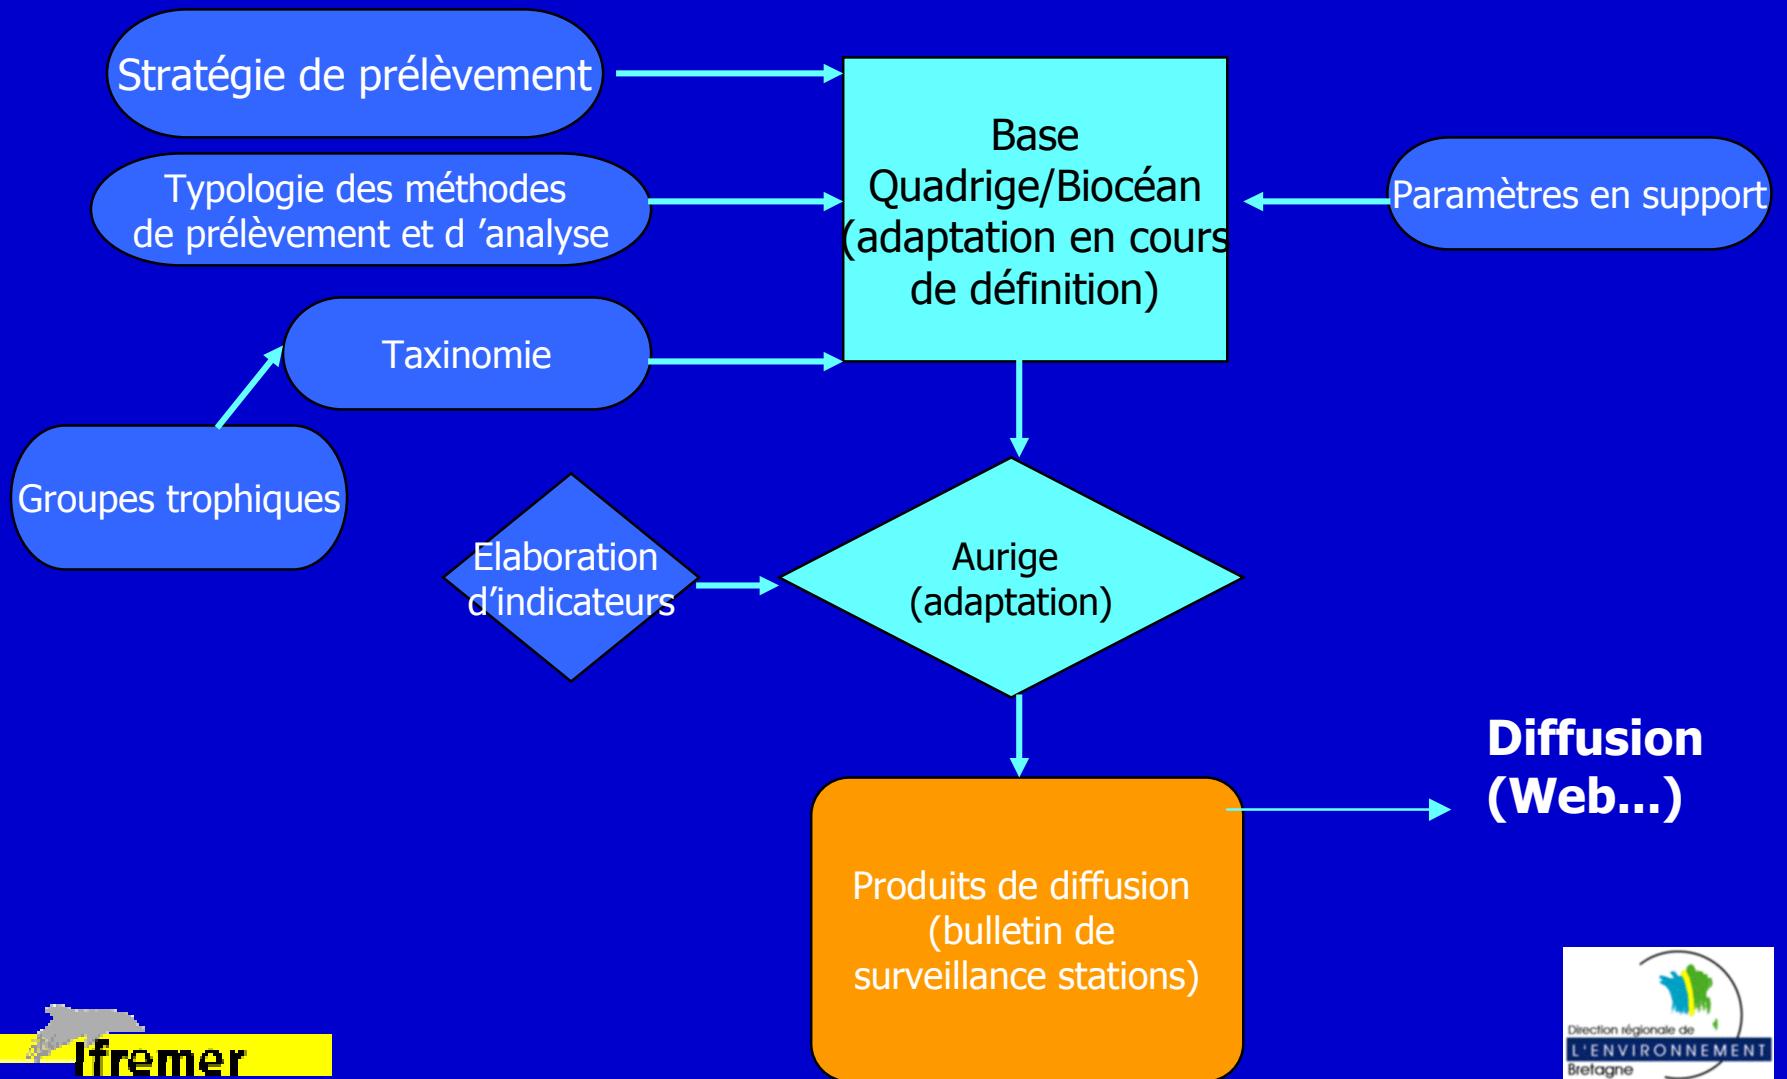 Stratégie de prélèvement
Typologie des méthodes
de prélèvement et d ’analyse
Taxinomie
Groupes trophiques
Base
Quadrige/Biocéan
(adaptation en cours
de définition)
Paramètres en support
Elaboration
d’indicateurs
Aurige
(adaptation)
Diffusion
(Web...)
Produits de diffusion
(bulletin de
surveillance stations)
Ifremer
Direction régionale de
L'ENVIRONNEMENT
Bretagne